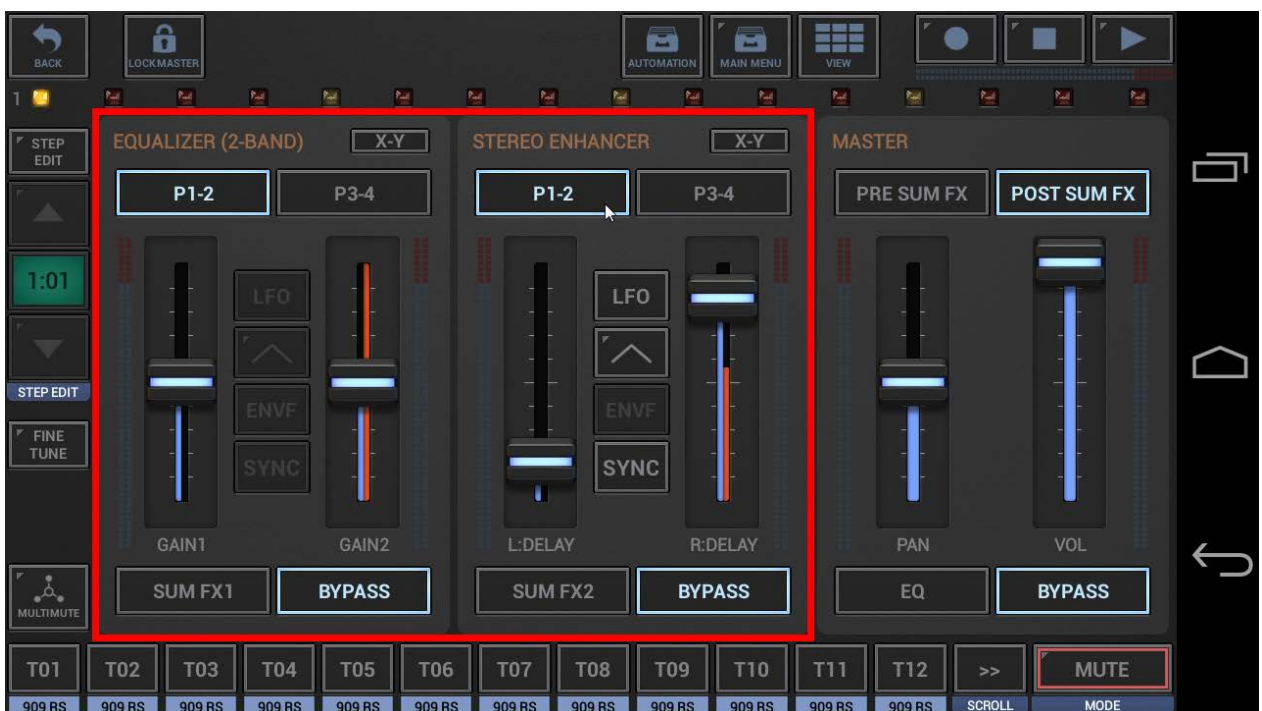 BACK
LOCKMASTER
AUTOMATION
MAIN MENU
VIEW
1
STEP
EDIT
1:01
STEP EDIT
FINE
TUNE
MULTIMUTE
EQUALIZER (2-BAND)
X-Y
P1-2
P3-4
LFO
ENVF
SYNC
GAIN1
GAIN2
SUM FX1
BYPASS
STEREO ENHANCER
X-Y
P1-2
P3-4
LFO
ENVF
SYNC
L:DELAY
R:DELAY
SUM FX2
BYPASS
MASTER
PRE SUM FX
POST SUM FX
PAN
VOL
EQ
BYPASS
T01 T02 T03 T04 T05 T06 T07 T08 T09 T10 T11 T12 >> MUTE
909 BS 909 BS 909 BS 909 BS 909 BS 909 BS 909 BS 909 BS 909 BS 909 BS 909 BS 909 BS SCROLL MODE